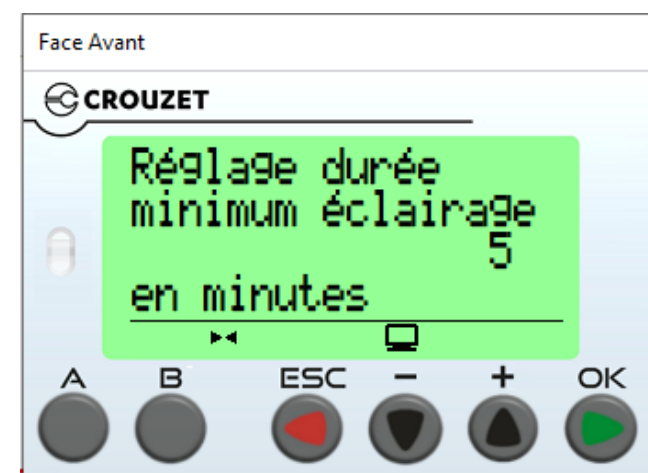 Face Avant
CROUZET
Réglage durée
minimum éclairage
5
en minutes
A B ESC - + OK